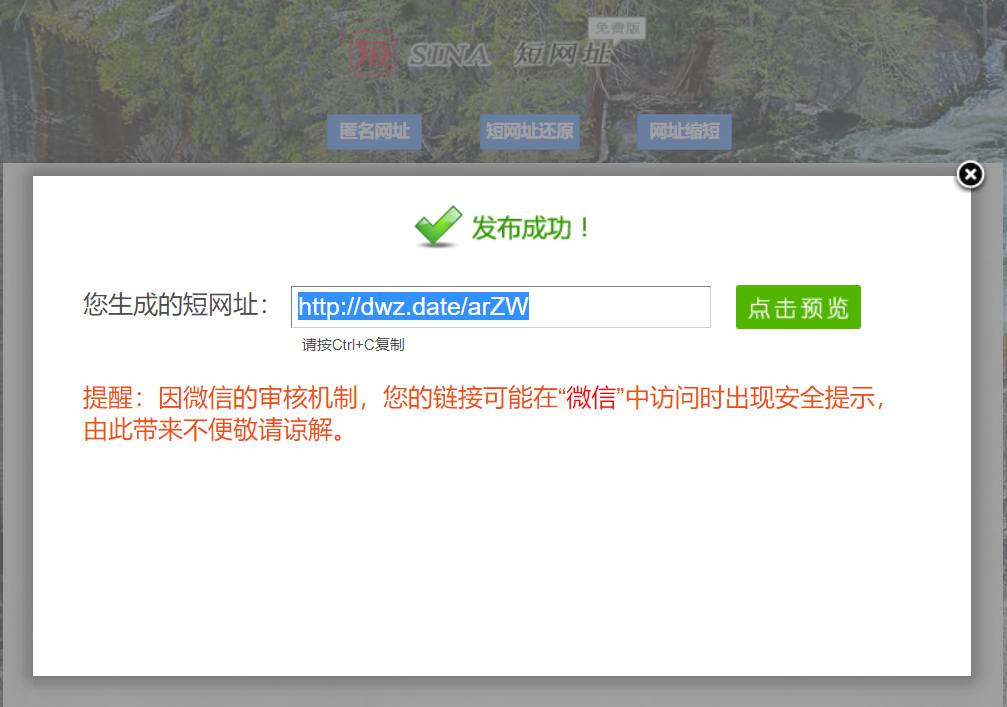 免费版
短 SINA 短网址
匿名网址 短网址还原 网址缩短
发布成功！
您生成的短网址： http://dwz.date/arZW 点击预览
请按Ctrl+C复制
提醒：因微信的审核机制，您的链接可能在“微信”中访问时出现安全提示，
由此带来不便敬请谅解。